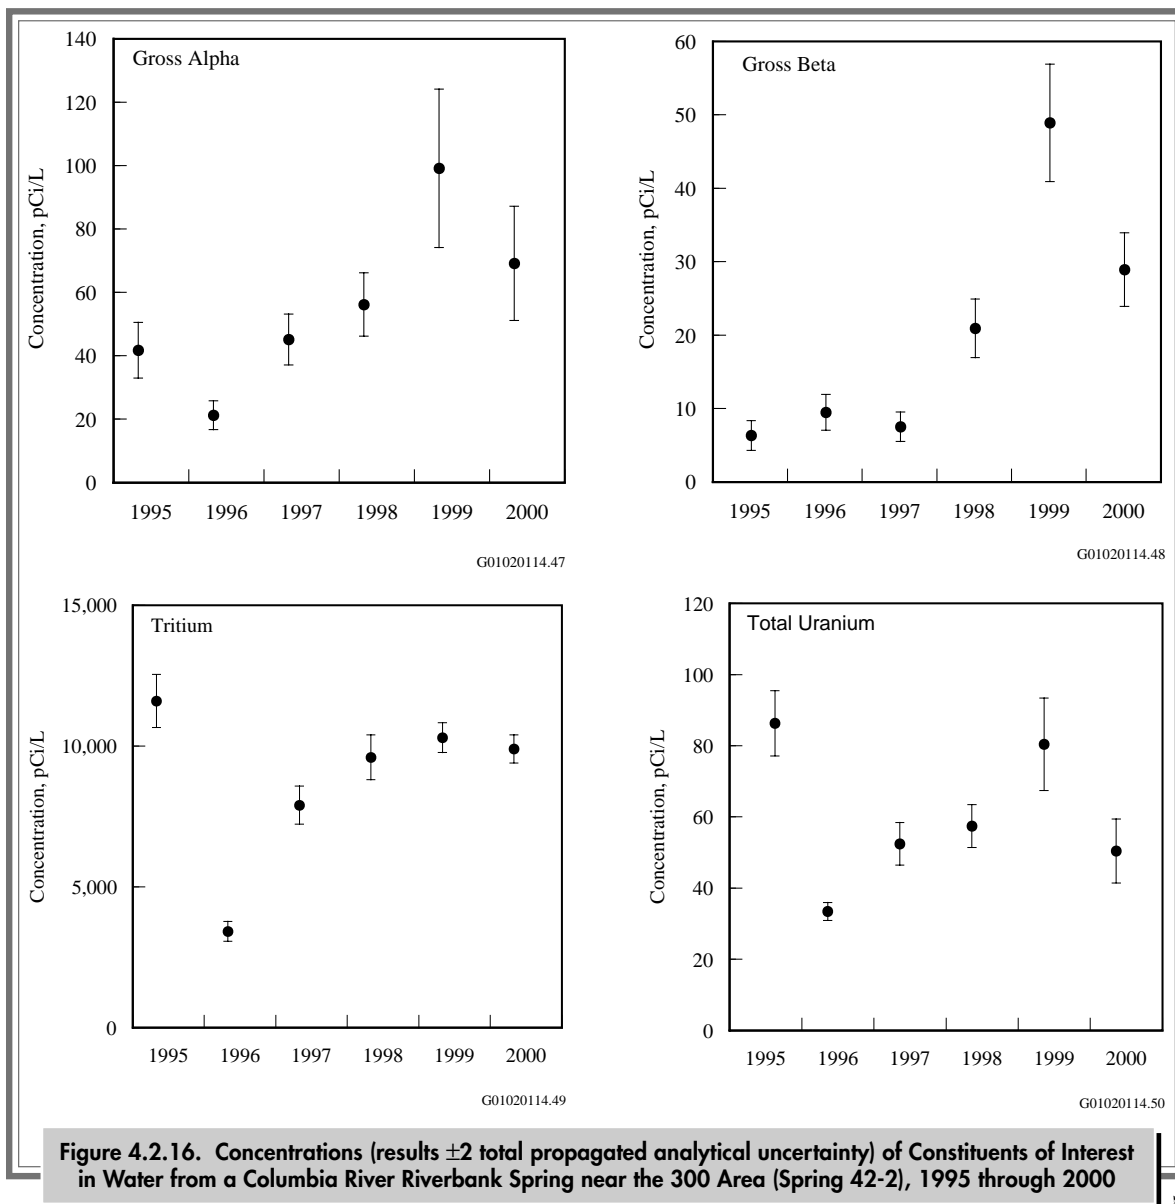 140
120
100
80
60
40
20
0
Concentration, pCi/L
Gross Alpha
1995 1996 1997 1998 1999 2000
G01020114.47
60
50
40
30
20
10
0
Concentration, pCi/L
Gross Beta
1995 1996 1997 1998 1999 2000
G01020114.48
15,000
10,000
5,000
0
Concentration, pCi/L
Tritium
1995 1996 1997 1998 1999 2000
G01020114.49
120
100
80
60
40
20
0
Concentration, pCi/L
Total Uranium
1995 1996 1997 1998 1999 2000
G01020114.50
Figure 4.2.16. Concentrations (results ±2 total propagated analytical uncertainty) of Constituents of Interest
in Water from a Columbia River Riverbank Spring near the 300 Area (Spring 42-2), 1995 through 2000